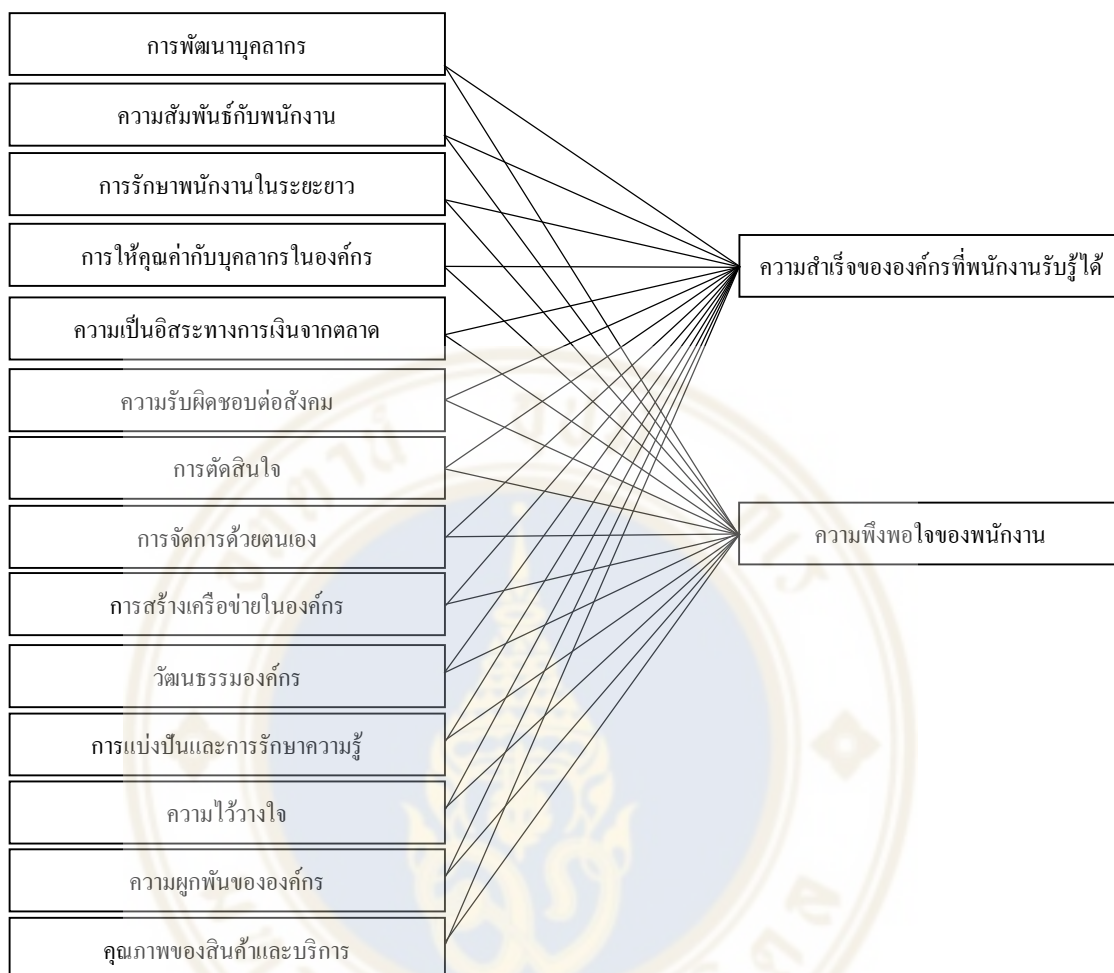 การพัฒนาบุคลากร
ความสัมพันธ์กับพนักงาน
การรักษาพนักงานในระยะยาว
การให้คุณค่ากับบุคลากรในองค์กร
ความเป็นอิสระทางการเงินจากตลาด
ความรับผิดชอบต่อสังคม
การตัดสินใจ
การจัดการด้วยตนเอง
การสร้างเครือข่ายในองค์กร
วัฒนธรรมองค์กร
การแบ่งปันและการรักษาความรู้
ความไว้วางใจ
ความผูกพันขององค์กร
คุณภาพของสินค้าและบริการ
ความสำเร็จขององค์กรที่พนักงานรับรู้ได้
ความพึงพอใจของพนักงาน